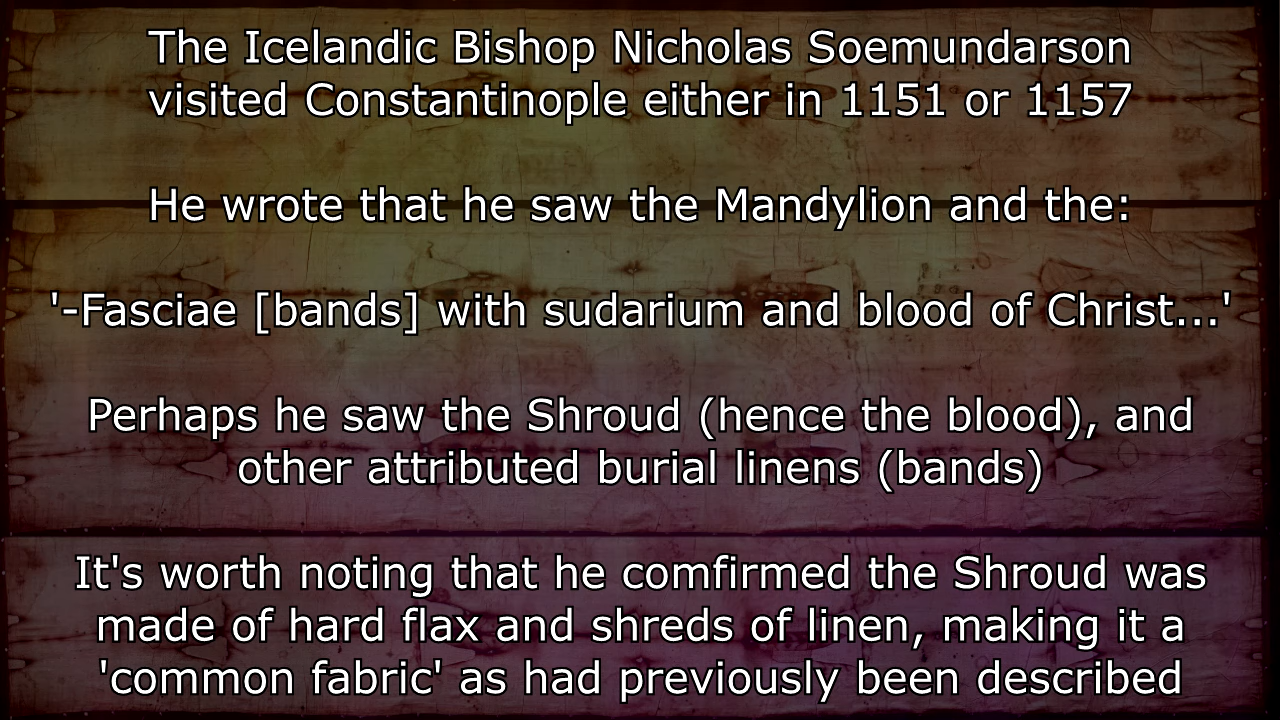 The Icelandic Bishop Nicholas Soemundarson
visited Constantinople either in 1151 or 1157
He wrote that he saw the Mandylion and the:
'-Fasciae [bands] with sudarium and blood of Christ...'
Perhaps he saw the Shroud (hence the blood), and
other attributed burial linens (bands)
It's worth noting that he comfirmed the Shroud was
made of hard flax and shreds of linen, making it a
'common fabric' as had previously been described